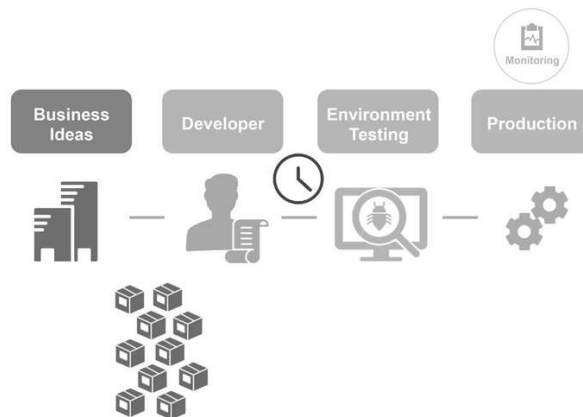 Monitoring
Business
Ideas
Developer
Environment
Testing
Production